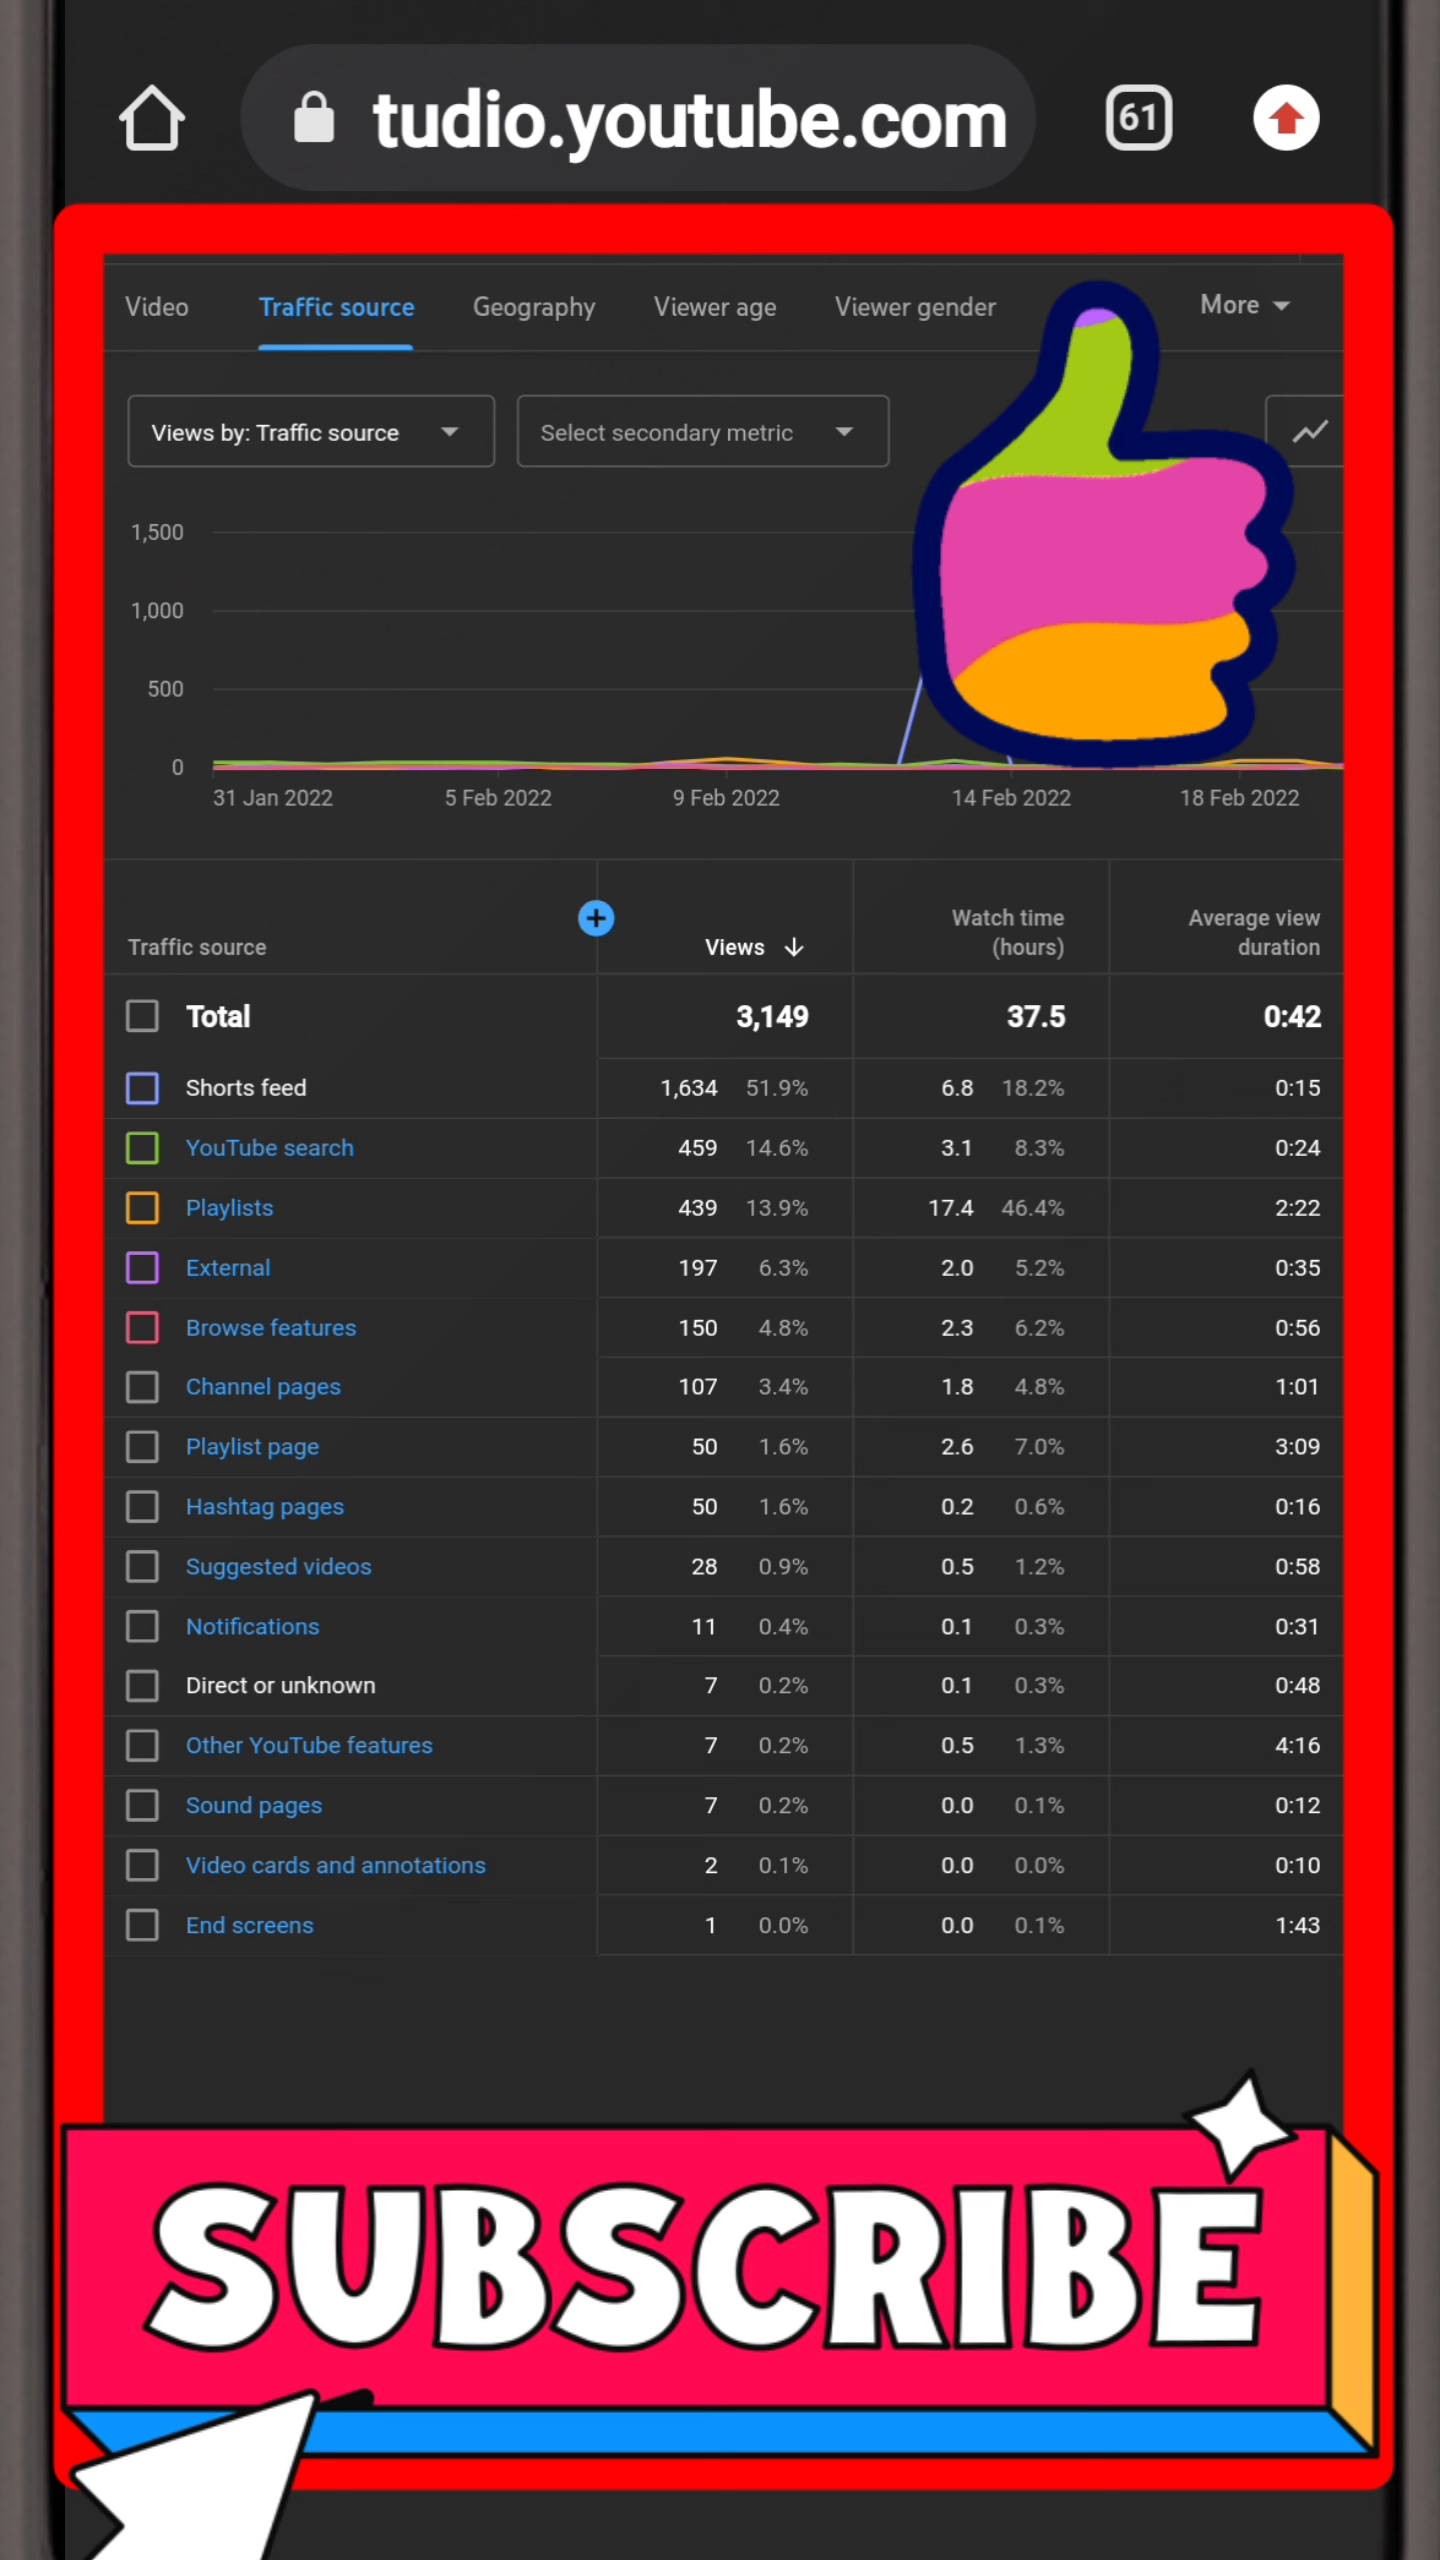 tudio.youtube.com 61
Video Traffic source Geography Viewer age Viewer gender More
Views by: Traffic source Select secondary metric
1,500
1,000
500
0
31 Jan 2022 5 Feb 2022 9 Feb 2022 14 Feb 2022 18 Feb 2022
Traffic source Views Watch time (hours) Average view duration
Total 3,149 37.5 0:42
Shorts feed 1,634 51.9% 6.8 18.2% 0:15
YouTube search 459 14.6% 3.1 8.3% 0:24
Playlists 439 13.9% 17.4 46.4% 2:22
External 197 6.3% 2.0 5.2% 0:35
Browse features 150 4.8% 2.3 6.2% 0:56
Channel pages 107 3.4% 1.8 4.8% 1:01
Playlist page 50 1.6% 2.6 7.0% 3:09
Hashtag pages 50 1.6% 0.2 0.6% 0:16
Suggested videos 28 0.9% 0.5 1.2% 0:58
Notifications 11 0.4% 0.1 0.3% 0:31
Direct or unknown 7 0.2% 0.1 0.3% 0:48
Other YouTube features 7 0.2% 0.5 1.3% 4:16
Sound pages 7 0.2% 0.0 0.1% 0:12
Video cards and annotations 2 0.1% 0.0 0.0% 0:10
End screens 1 0.0% 0.0 0.1% 1:43
SUBSCRIBE